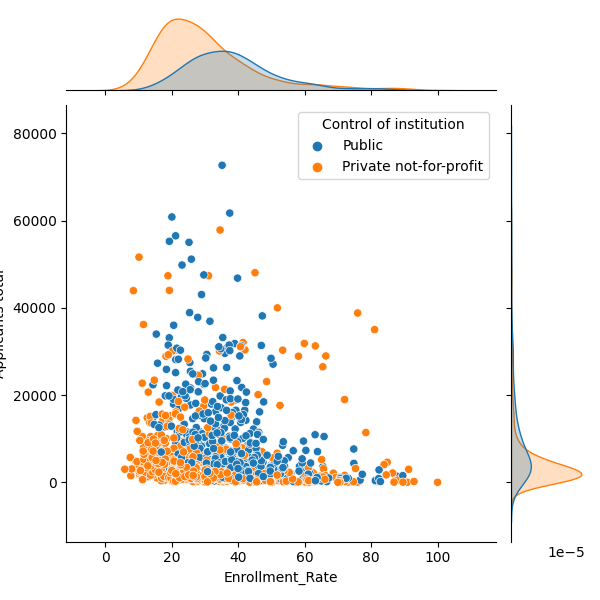 Control of institution
Public
Private not-for-profit
80000
60000
40000
20000
0
0 20 40 60 80 100
1e−5
Enrollment_Rate
total